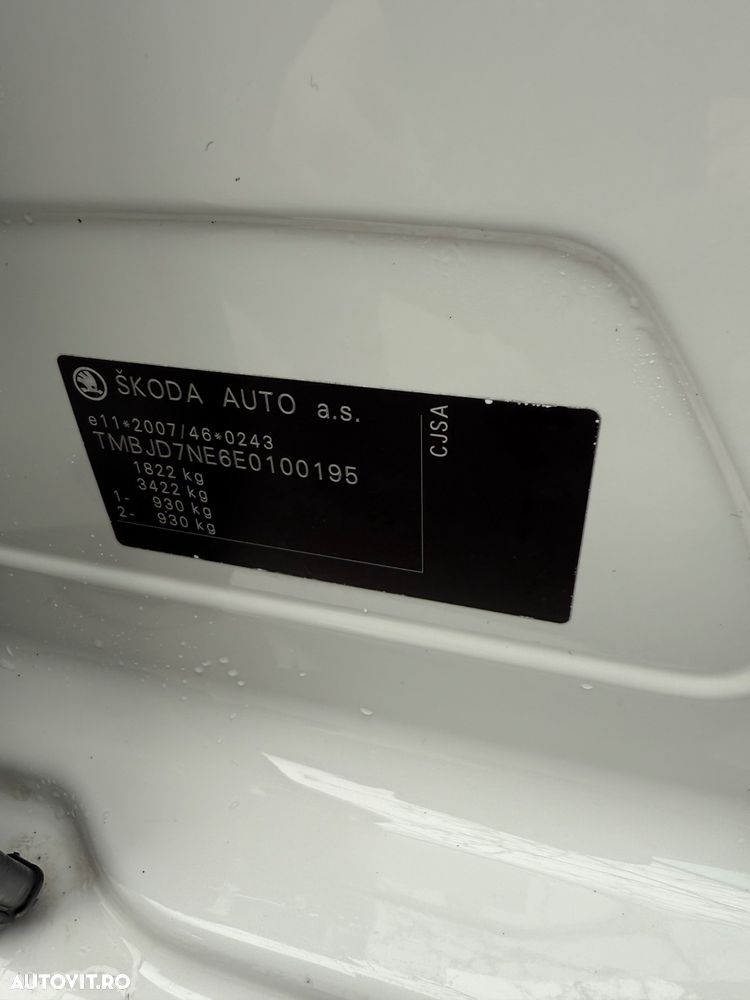 ŠKODA AUTO a.s.
e11*2007/46*0243
TMBJD7NE6E0100195
1822 kg
3422 kg
1- 930 kg
2- 930 kg
CJSA
AUTOVIT.RO